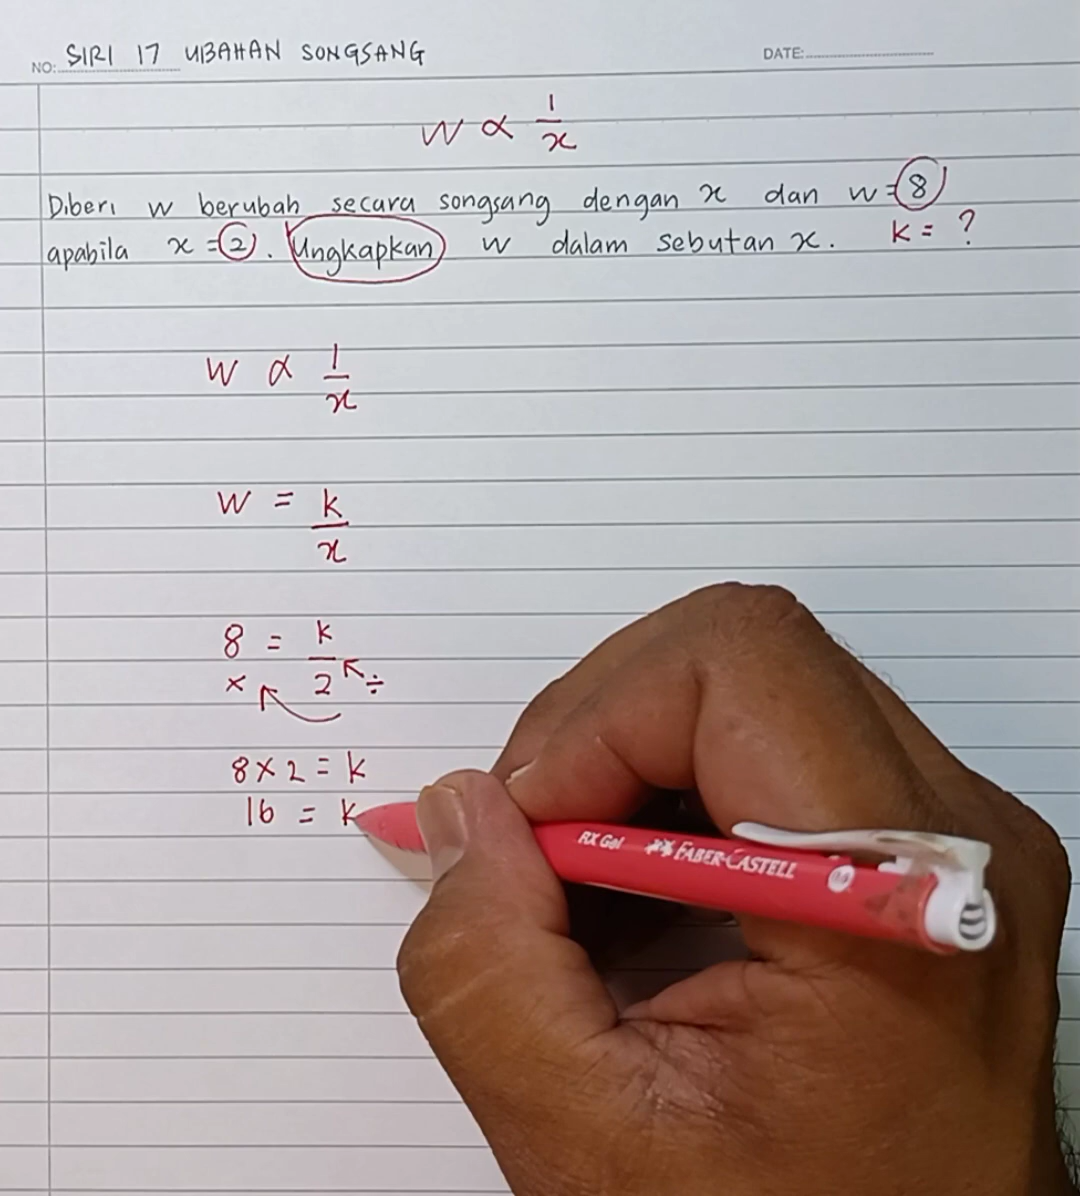 NO: SIRI 17 UBAHAN SONGSANG DATE:
W ∝ 1/x
Diberi w berubah secara songsang dengan x dan w=8
apabila x=2. Ungkapkan w dalam sebutan x. k = ?
W ∝ 1/x
W = k/x
8 = k/2
× ÷
8×2=k
16 = k
RX Gel FABER-CASTELL